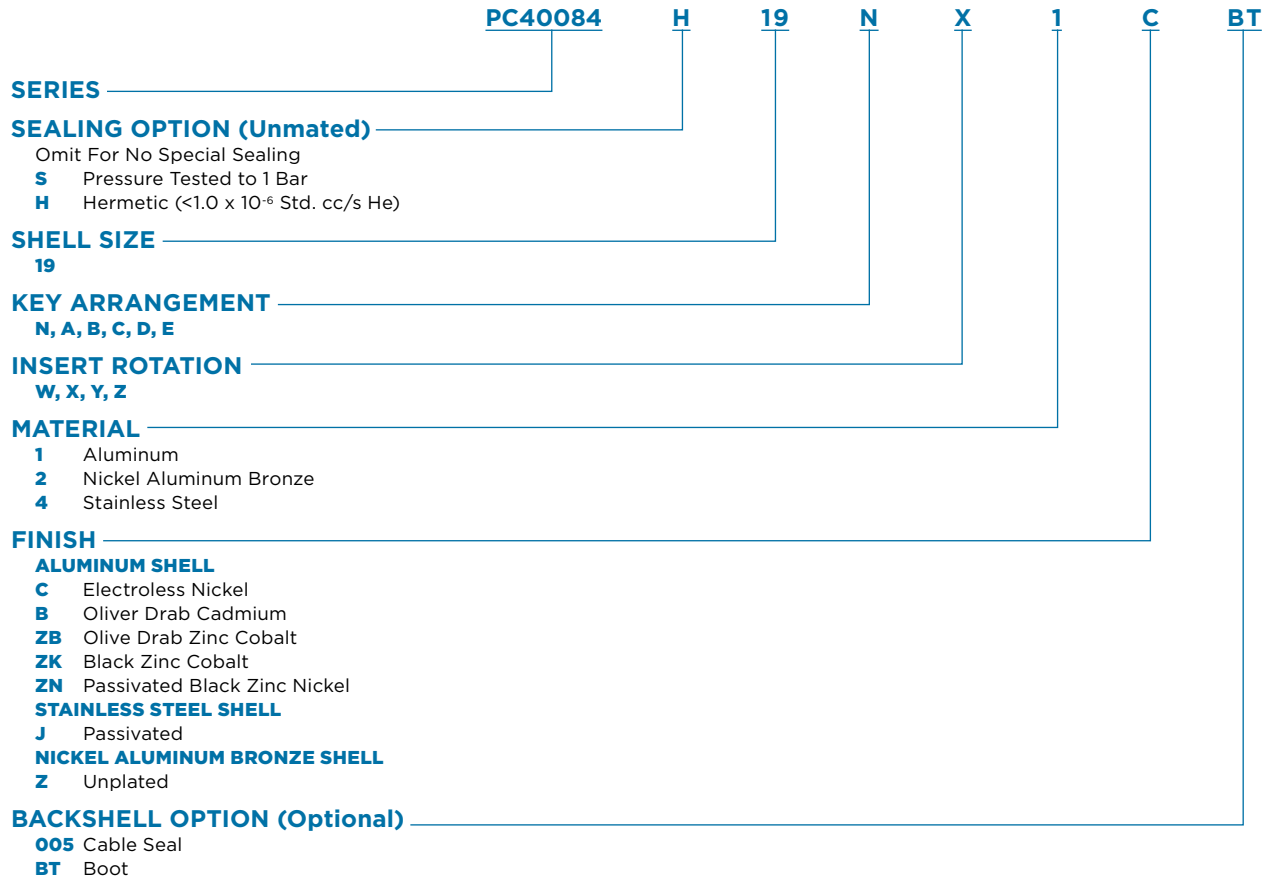 PC40084 H 19 N X 1 C BT
SERIES
SEALING OPTION (Unmated)
Omit For No Special Sealing
S Pressure Tested to 1 Bar
H Hermetic (<1.0 x 10⁻⁶ Std. cc/s He)
SHELL SIZE
19
KEY ARRANGEMENT
N, A, B, C, D, E
INSERT ROTATION
W, X, Y, Z
MATERIAL
1 Aluminum
2 Nickel Aluminum Bronze
4 Stainless Steel
FINISH
ALUMINUM SHELL
C Electroless Nickel
B Oliver Drab Cadmium
ZB Olive Drab Zinc Cobalt
ZK Black Zinc Cobalt
ZN Passivated Black Zinc Nickel
STAINLESS STEEL SHELL
J Passivated
NICKEL ALUMINUM BRONZE SHELL
Z Unplated
BACKSHELL OPTION (Optional)
005 Cable Seal
BT Boot